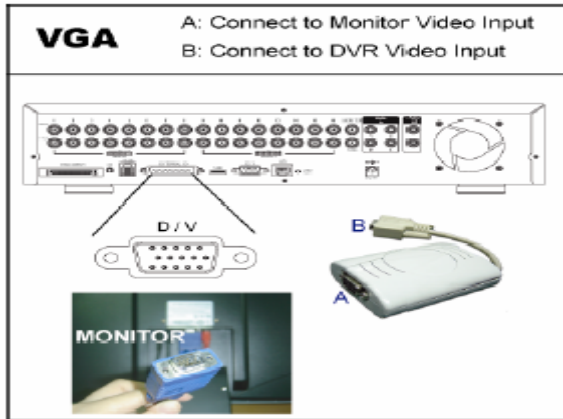 VGA
A: Connect to Monitor Video Input
B: Connect to DVR Video Input
D / V
B
A
MONITOR